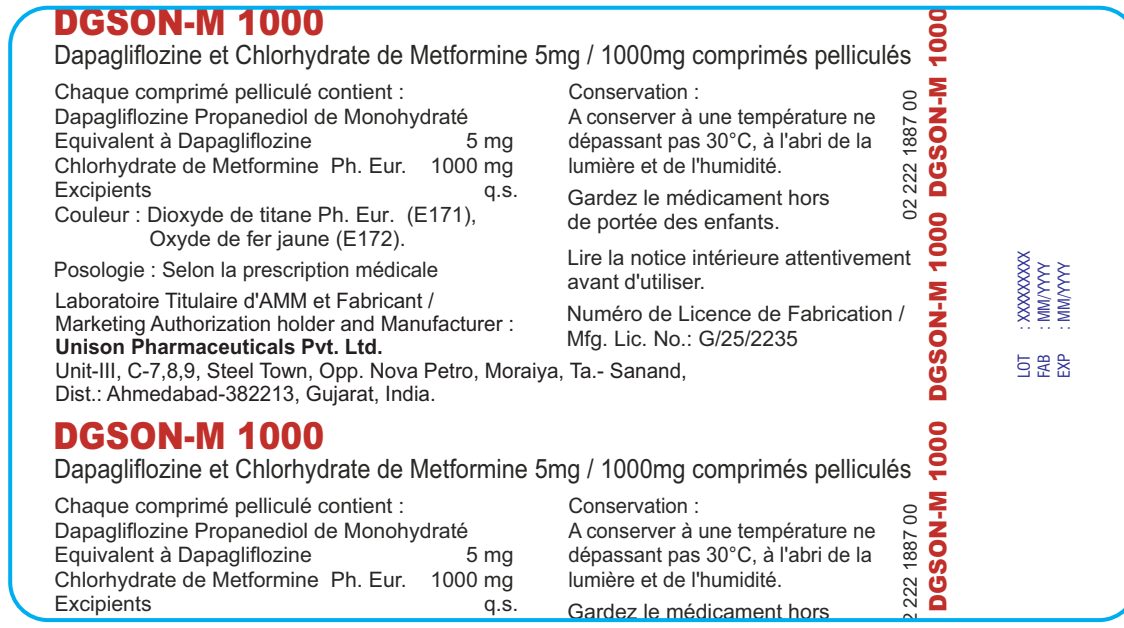 DGSON-M 1000
Dapagliflozine et Chlorhydrate de Metformine 5mg / 1000mg comprimés pelliculés
Chaque comprimé pelliculé contient :
Dapagliflozine Propanediol de Monohydraté
Equivalent à Dapagliflozine 5 mg
Chlorhydrate de Metformine Ph. Eur. 1000 mg
Excipients q.s.
Couleur : Dioxyde de titane Ph. Eur. (E171),
Oxyde de fer jaune (E172).
Posologie : Selon la prescription médicale
Laboratoire Titulaire d'AMM et Fabricant /
Marketing Authorization holder and Manufacturer :
Unison Pharmaceuticals Pvt. Ltd.
Unit-III, C-7,8,9, Steel Town, Opp. Nova Petro, Moraiya, Ta.- Sanand,
Dist.: Ahmedabad-382213, Gujarat, India.
Conservation :
A conserver à une température ne
dépassant pas 30°C, à l'abri de la
lumière et de l'humidité.
Gardez le médicament hors
de portée des enfants.
Lire la notice intérieure attentivement
avant d'utiliser.
Numéro de Licence de Fabrication /
Mfg. Lic. No.: G/25/2235
02 222 1887 00
DGSON-M 1000 DGSON-M 1000 DGSON-M 1000
LOT : XXXXXXXX
FAB : MM/YYYY
EXP : MM/YYYY
DGSON-M 1000
Dapagliflozine et Chlorhydrate de Metformine 5mg / 1000mg comprimés pelliculés
Chaque comprimé pelliculé contient :
Dapagliflozine Propanediol de Monohydraté
Equivalent à Dapagliflozine 5 mg
Chlorhydrate de Metformine Ph. Eur. 1000 mg
Excipients q.s.
Conservation :
A conserver à une température ne
dépassant pas 30°C, à l'abri de la
lumière et de l'humidité.
Gardez le médicament hors
222 1887 00